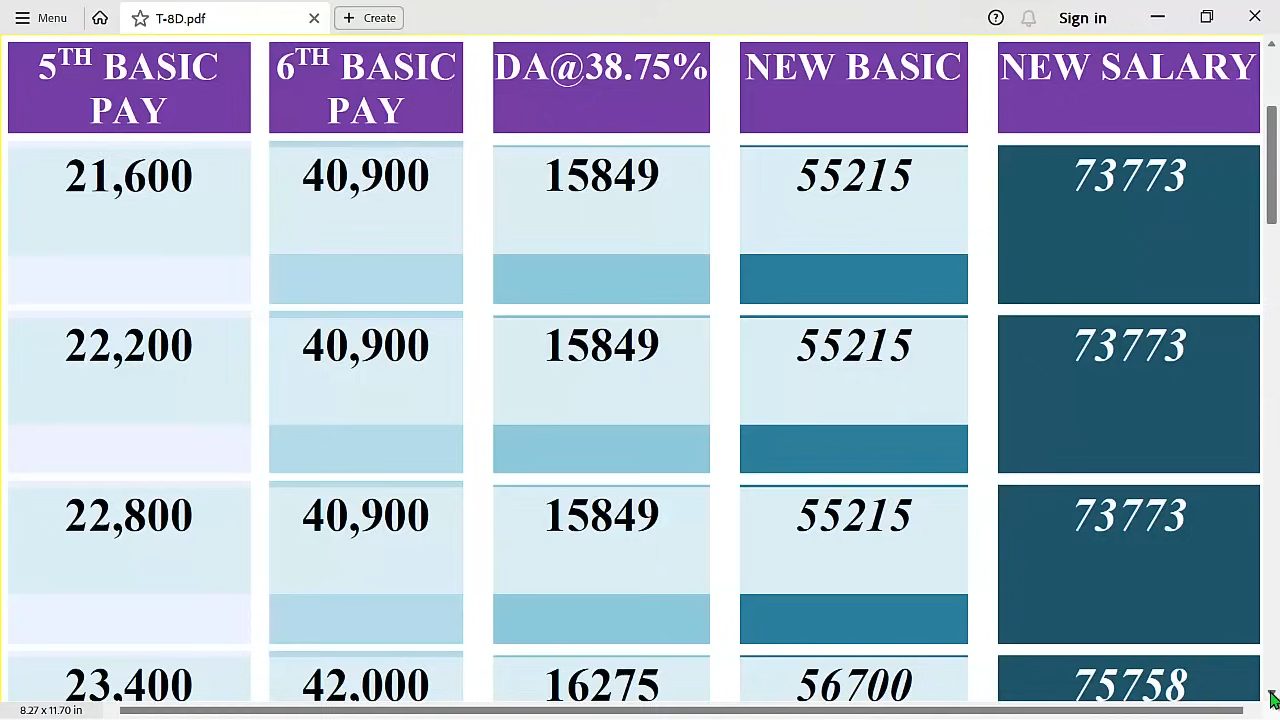 Menu
T-8D.pdf
Create
Sign in
5TH BASIC PAY
6TH BASIC PAY
DA@38.75%
NEW BASIC
NEW SALARY
21,600 40,900 15849 55215 73773
22,200 40,900 15849 55215 73773
22,800 40,900 15849 55215 73773
23,400 42,000 16275 56700 75758
8.27 x 11.70 in